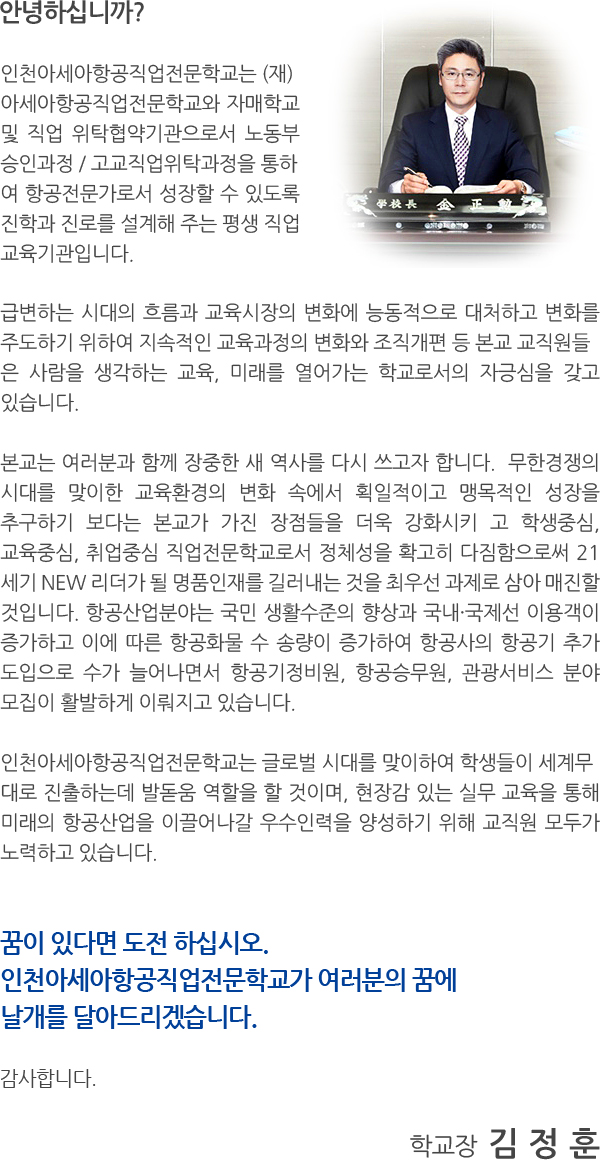 안녕하십니까?
인천아세아항공직업전문학교는 (재)
아세아항공직업전문학교와 자매학교
및 직업 위탁협약기관으로서 노동부
승인과정 / 고교직업위탁과정을 통하
여 항공전문가로서 성장할 수 있도록
진학과 진로를 설계해 주는 평생 직업
교육기관입니다.
學校長 金正勳
급변하는 시대의 흐름과 교육시장의 변화에 능동적으로 대처하고 변화를
주도하기 위하여 지속적인 교육과정의 변화와 조직개편 등 본교 교직원들
은 사람을 생각하는 교육, 미래를 열어가는 학교로서의 자긍심을 갖고
있습니다.
본교는 여러분과 함께 장중한 새 역사를 다시 쓰고자 합니다. 무한경쟁의
시대를 맞이한 교육환경의 변화 속에서 획일적이고 맹목적인 성장을
추구하기 보다는 본교가 가진 장점들을 더욱 강화시키 고 학생중심,
교육중심, 취업중심 직업전문학교로서 정체성을 확고히 다짐함으로써 21
세기 NEW 리더가 될 명품인재를 길러내는 것을 최우선 과제로 삼아 매진할
것입니다. 항공산업분야는 국민 생활수준의 향상과 국내·국제선 이용객이
증가하고 이에 따른 항공화물 수 송량이 증가하여 항공사의 항공기 추가
도입으로 수가 늘어나면서 항공기정비원, 항공승무원, 관광서비스 분야
모집이 활발하게 이뤄지고 있습니다.
인천아세아항공직업전문학교는 글로벌 시대를 맞이하여 학생들이 세계무
대로 진출하는데 발돋움 역할을 할 것이며, 현장감 있는 실무 교육을 통해
미래의 항공산업을 이끌어나갈 우수인력을 양성하기 위해 교직원 모두가
노력하고 있습니다.
꿈이 있다면 도전 하십시오.
인천아세아항공직업전문학교가 여러분의 꿈에
날개를 달아드리겠습니다.
감사합니다.
학교장 김 정 훈